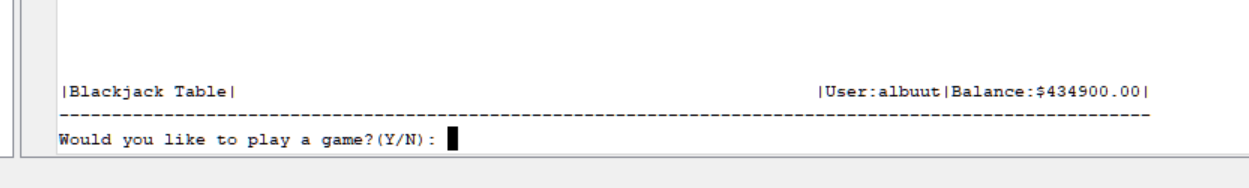 |Blackjack Table| |User:albuut|Balance:$434900.00|
--------------------------------------------------------------------------------------------------------------
Would you like to play a game?(Y/N):